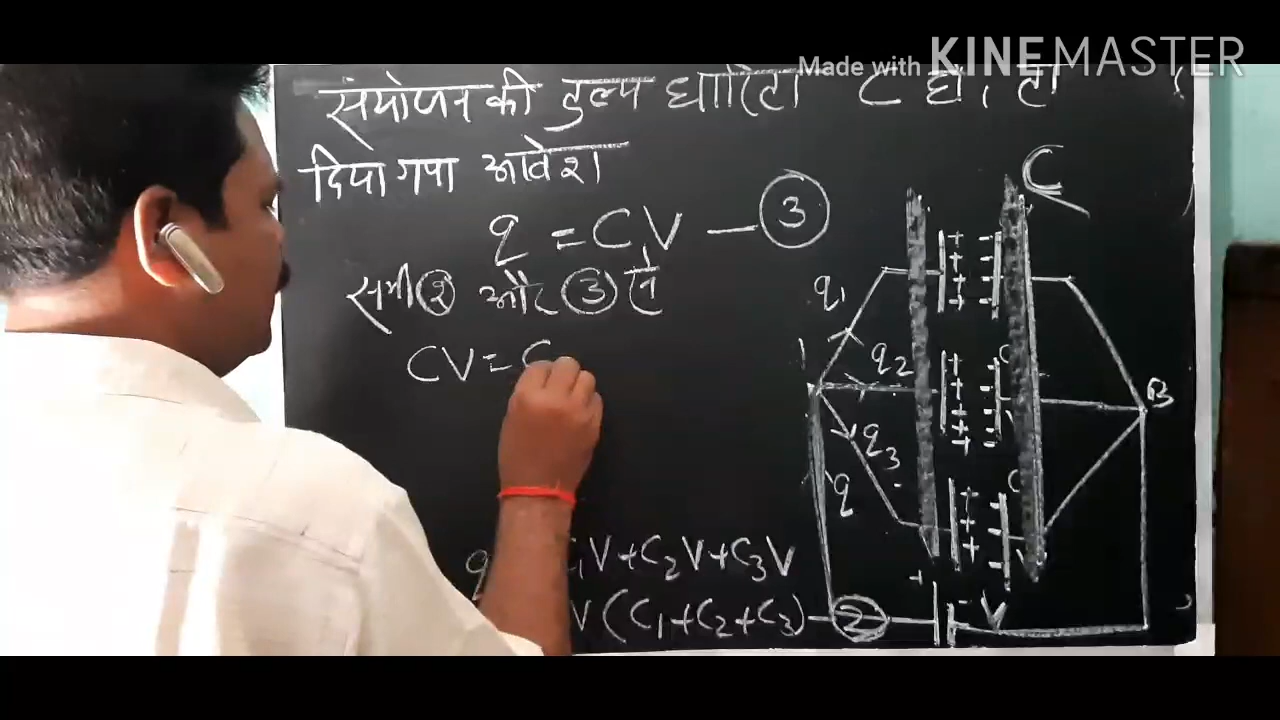 Made with KINEMASTER
संयोजन की तुल्य धारिता C हो, तो
दिया गया आवेश
q = CV — ③
समी ② और ③ से
CV = C
C₁V + C₂V + C₃V
V (C₁ + C₂ + C₃) — ②
C
q₁
q₂
q₃
q
B
+ -
V